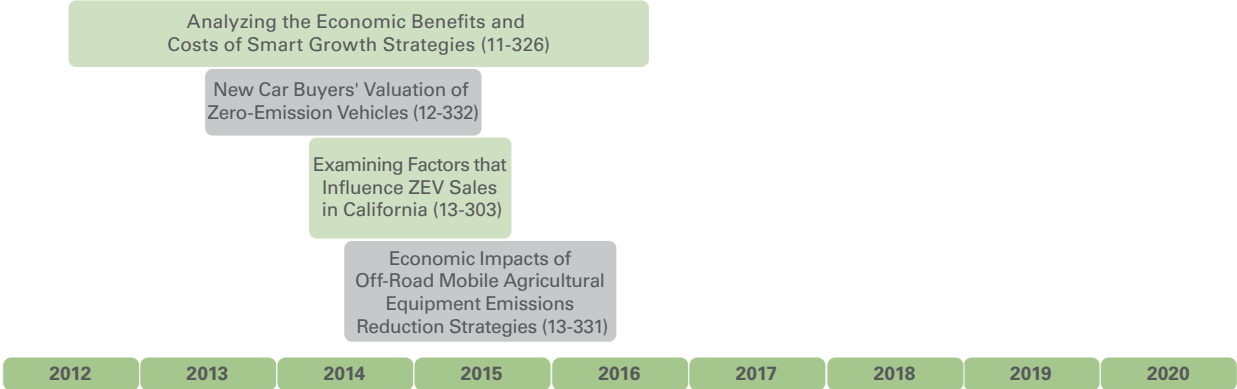 Analyzing the Economic Benefits and
Costs of Smart Growth Strategies (11-326)
New Car Buyers' Valuation of
Zero-Emission Vehicles (12-332)
Examining Factors that
Influence ZEV Sales
in California (13-303)
Economic Impacts of
Off-Road Mobile Agricultural
Equipment Emissions
Reduction Strategies (13-331)
2012 2013 2014 2015 2016 2017 2018 2019 2020